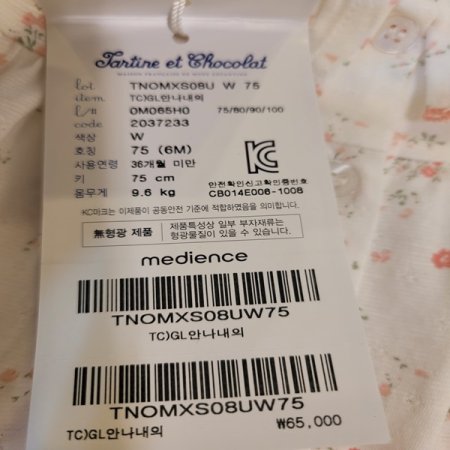 Tartine et Chocolat
lot. TNOMXS08U W 75
item TC)GL안나내의
l/# 0M065H0 75/80/90/100
code 2037233
색상 W
호칭 75 (6M)
사용연령 36개월 미만
키 75 cm
몸무게 9.6 kg
안전확인신고확인증번호
CB014E006-1008
·KC마크는 이제품이 공통안전 기준에 적합하였음을 의미합니다.
無형광 제품
제품특성상 일부 부자재류는
형광물질이 있을 수 있음.
medience
TNOMXS08UW75
TC)GL안나내의
TNOMXS08UW75
TC)GL안나내의 ₩65,000